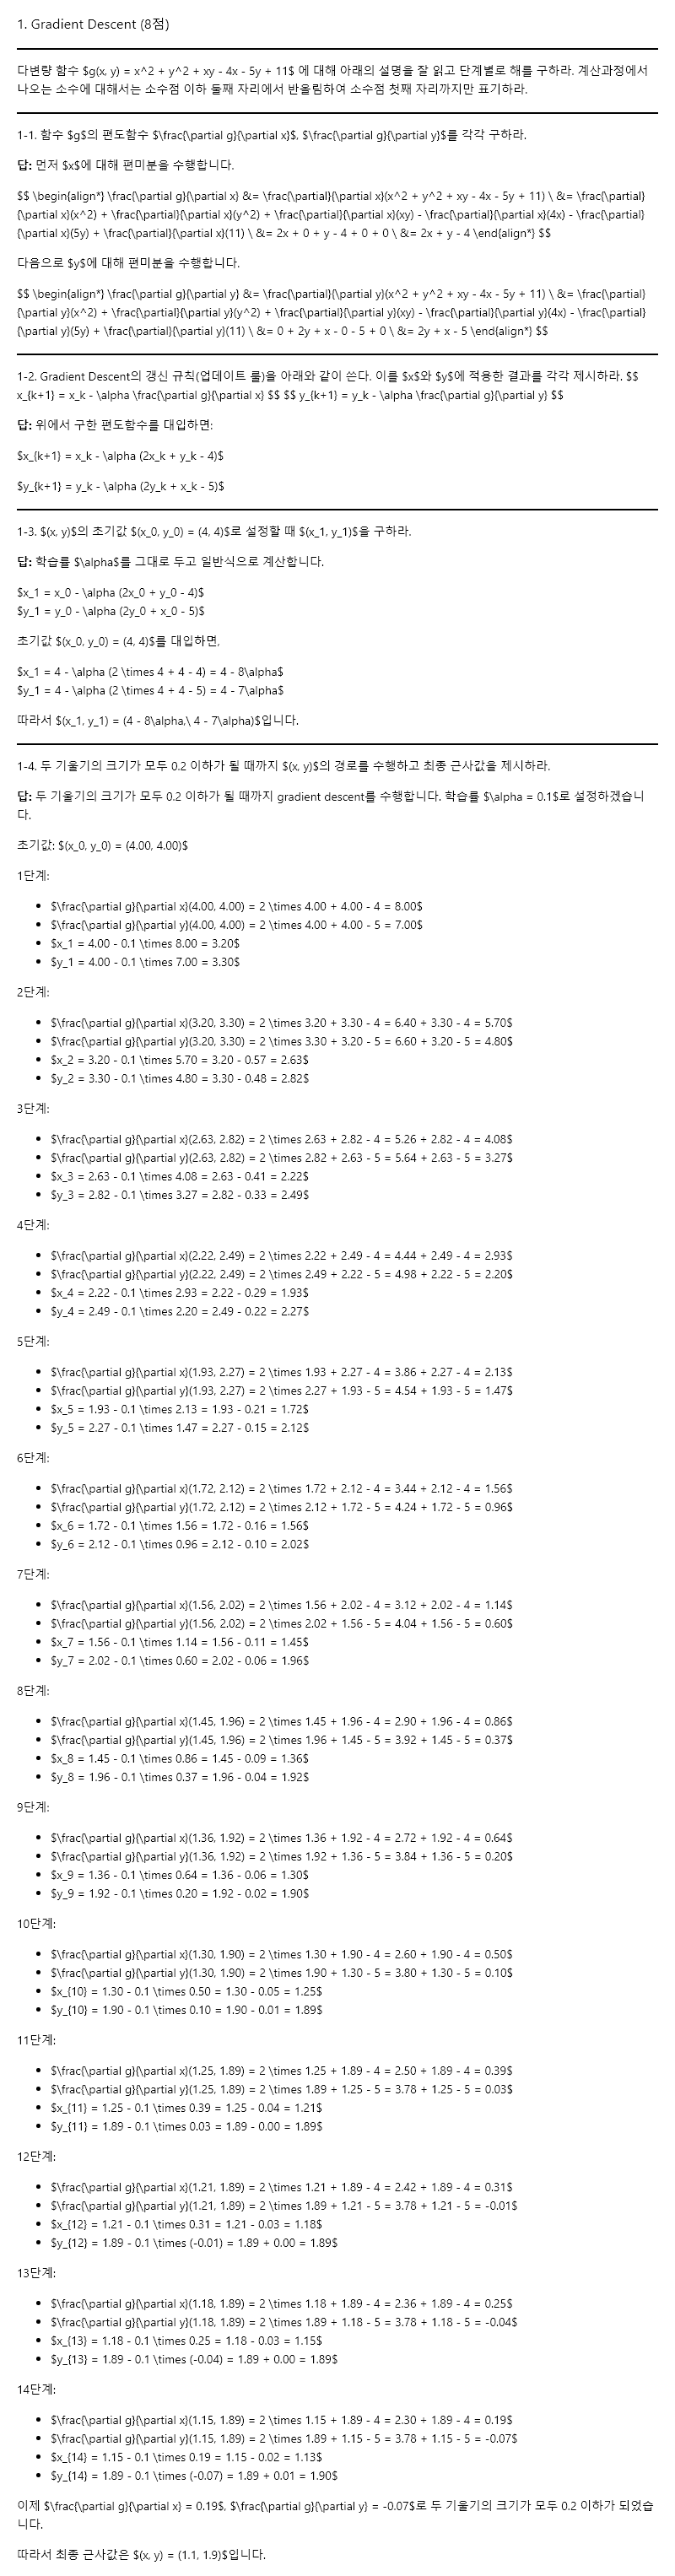 1. Gradient Descent (8점)
다변량 함수 $g(x, y) = x^2 + y^2 + xy - 4x - 5y + 11$ 에 대해 아래의 설명을 잘 읽고 단계별로 해를 구하라. 계산과정에서
나오는 소수에 대해서는 소수점 이하 둘째 자리에서 반올림하여 소수점 첫째 자리까지만 표기하라.
1-1. 함수 $g$의 편도함수 $\frac{\partial g}{\partial x}$, $\frac{\partial g}{\partial y}$를 각각 구하라.
답: 먼저 $x$에 대해 편미분을 수행합니다.
$$ \begin{align*} \frac{\partial g}{\partial x} &= \frac{\partial}{\partial x}(x^2 + y^2 + xy - 4x - 5y + 11) \ &= \frac{\partial}
{\partial x}(x^2) + \frac{\partial}{\partial x}(y^2) + \frac{\partial}{\partial x}(xy) - \frac{\partial}{\partial x}(4x) - \frac{\partial}
{\partial x}(5y) + \frac{\partial}{\partial x}(11) \ &= 2x + 0 + y - 4 + 0 + 0 \ &= 2x + y - 4 \end{align*} $$
다음으로 $y$에 대해 편미분을 수행합니다.
$$ \begin{align*} \frac{\partial g}{\partial y} &= \frac{\partial}{\partial y}(x^2 + y^2 + xy - 4x - 5y + 11) \ &= \frac{\partial}
{\partial y}(x^2) + \frac{\partial}{\partial y}(y^2) + \frac{\partial}{\partial y}(xy) - \frac{\partial}{\partial y}(4x) - \frac{\partial}
{\partial y}(5y) + \frac{\partial}{\partial y}(11) \ &= 0 + 2y + x - 0 - 5 + 0 \ &= 2y + x - 5 \end{align*} $$
1-2. Gradient Descent의 갱신 규칙(업데이트 룰)을 아래와 같이 쓴다. 이를 $x$와 $y$에 적용한 결과를 각각 제시하라. $$
x_{k+1} = x_k - \alpha \frac{\partial g}{\partial x} $$ $$ y_{k+1} = y_k - \alpha \frac{\partial g}{\partial y} $$
답: 위에서 구한 편도함수를 대입하면:
$x_{k+1} = x_k - \alpha (2x_k + y_k - 4)$
$y_{k+1} = y_k - \alpha (2y_k + x_k - 5)$
1-3. $(x, y)$의 초기값 $(x_0, y_0) = (4, 4)$로 설정할 때 $(x_1, y_1)$을 구하라.
답: 학습률 $\alpha$를 그대로 두고 일반식으로 계산합니다.
$x_1 = x_0 - \alpha (2x_0 + y_0 - 4)$
$y_1 = y_0 - \alpha (2y_0 + x_0 - 5)$
초기값 $(x_0, y_0) = (4, 4)$를 대입하면,
$x_1 = 4 - \alpha (2 \times 4 + 4 - 4) = 4 - 8\alpha$
$y_1 = 4 - \alpha (2 \times 4 + 4 - 5) = 4 - 7\alpha$
따라서 $(x_1, y_1) = (4 - 8\alpha,\ 4 - 7\alpha)$입니다.
1-4. 두 기울기의 크기가 모두 0.2 이하가 될 때까지 $(x, y)$의 경로를 수행하고 최종 근사값을 제시하라.
답: 두 기울기의 크기가 모두 0.2 이하가 될 때까지 gradient descent를 수행합니다. 학습률 $\alpha = 0.1$로 설정하겠습니
다.
초기값: $(x_0, y_0) = (4.00, 4.00)$
1단계:
• $\frac{\partial g}{\partial x}(4.00, 4.00) = 2 \times 4.00 + 4.00 - 4 = 8.00$
• $\frac{\partial g}{\partial y}(4.00, 4.00) = 2 \times 4.00 + 4.00 - 5 = 7.00$
• $x_1 = 4.00 - 0.1 \times 8.00 = 3.20$
• $y_1 = 4.00 - 0.1 \times 7.00 = 3.30$
2단계:
• $\frac{\partial g}{\partial x}(3.20, 3.30) = 2 \times 3.20 + 3.30 - 4 = 6.40 + 3.30 - 4 = 5.70$
• $\frac{\partial g}{\partial y}(3.20, 3.30) = 2 \times 3.30 + 3.20 - 5 = 6.60 + 3.20 - 5 = 4.80$
• $x_2 = 3.20 - 0.1 \times 5.70 = 3.20 - 0.57 = 2.63$
• $y_2 = 3.30 - 0.1 \times 4.80 = 3.30 - 0.48 = 2.82$
3단계:
• $\frac{\partial g}{\partial x}(2.63, 2.82) = 2 \times 2.63 + 2.82 - 4 = 5.26 + 2.82 - 4 = 4.08$
• $\frac{\partial g}{\partial y}(2.63, 2.82) = 2 \times 2.82 + 2.63 - 5 = 5.64 + 2.63 - 5 = 3.27$
• $x_3 = 2.63 - 0.1 \times 4.08 = 2.63 - 0.41 = 2.22$
• $y_3 = 2.82 - 0.1 \times 3.27 = 2.82 - 0.33 = 2.49$
4단계:
• $\frac{\partial g}{\partial x}(2.22, 2.49) = 2 \times 2.22 + 2.49 - 4 = 4.44 + 2.49 - 4 = 2.93$
• $\frac{\partial g}{\partial y}(2.22, 2.49) = 2 \times 2.49 + 2.22 - 5 = 4.98 + 2.22 - 5 = 2.20$
• $x_4 = 2.22 - 0.1 \times 2.93 = 2.22 - 0.29 = 1.93$
• $y_4 = 2.49 - 0.1 \times 2.20 = 2.49 - 0.22 = 2.27$
5단계:
• $\frac{\partial g}{\partial x}(1.93, 2.27) = 2 \times 1.93 + 2.27 - 4 = 3.86 + 2.27 - 4 = 2.13$
• $\frac{\partial g}{\partial y}(1.93, 2.27) = 2 \times 2.27 + 1.93 - 5 = 4.54 + 1.93 - 5 = 1.47$
• $x_5 = 1.93 - 0.1 \times 2.13 = 1.93 - 0.21 = 1.72$
• $y_5 = 2.27 - 0.1 \times 1.47 = 2.27 - 0.15 = 2.12$
6단계:
• $\frac{\partial g}{\partial x}(1.72, 2.12) = 2 \times 1.72 + 2.12 - 4 = 3.44 + 2.12 - 4 = 1.56$
• $\frac{\partial g}{\partial y}(1.72, 2.12) = 2 \times 2.12 + 1.72 - 5 = 4.24 + 1.72 - 5 = 0.96$
• $x_6 = 1.72 - 0.1 \times 1.56 = 1.72 - 0.16 = 1.56$
• $y_6 = 2.12 - 0.1 \times 0.96 = 2.12 - 0.10 = 2.02$
7단계:
• $\frac{\partial g}{\partial x}(1.56, 2.02) = 2 \times 1.56 + 2.02 - 4 = 3.12 + 2.02 - 4 = 1.14$
• $\frac{\partial g}{\partial y}(1.56, 2.02) = 2 \times 2.02 + 1.56 - 5 = 4.04 + 1.56 - 5 = 0.60$
• $x_7 = 1.56 - 0.1 \times 1.14 = 1.56 - 0.11 = 1.45$
• $y_7 = 2.02 - 0.1 \times 0.60 = 2.02 - 0.06 = 1.96$
8단계:
• $\frac{\partial g}{\partial x}(1.45, 1.96) = 2 \times 1.45 + 1.96 - 4 = 2.90 + 1.96 - 4 = 0.86$
• $\frac{\partial g}{\partial y}(1.45, 1.96) = 2 \times 1.96 + 1.45 - 5 = 3.92 + 1.45 - 5 = 0.37$
• $x_8 = 1.45 - 0.1 \times 0.86 = 1.45 - 0.09 = 1.36$
• $y_8 = 1.96 - 0.1 \times 0.37 = 1.96 - 0.04 = 1.92$
9단계:
• $\frac{\partial g}{\partial x}(1.36, 1.92) = 2 \times 1.36 + 1.92 - 4 = 2.72 + 1.92 - 4 = 0.64$
• $\frac{\partial g}{\partial y}(1.36, 1.92) = 2 \times 1.92 + 1.36 - 5 = 3.84 + 1.36 - 5 = 0.20$
• $x_9 = 1.36 - 0.1 \times 0.64 = 1.36 - 0.06 = 1.30$
• $y_9 = 1.92 - 0.1 \times 0.20 = 1.92 - 0.02 = 1.90$
10단계:
• $\frac{\partial g}{\partial x}(1.30, 1.90) = 2 \times 1.30 + 1.90 - 4 = 2.60 + 1.90 - 4 = 0.50$
• $\frac{\partial g}{\partial y}(1.30, 1.90) = 2 \times 1.90 + 1.30 - 5 = 3.80 + 1.30 - 5 = 0.10$
• $x_{10} = 1.30 - 0.1 \times 0.50 = 1.30 - 0.05 = 1.25$
• $y_{10} = 1.90 - 0.1 \times 0.10 = 1.90 - 0.01 = 1.89$
11단계:
• $\frac{\partial g}{\partial x}(1.25, 1.89) = 2 \times 1.25 + 1.89 - 4 = 2.50 + 1.89 - 4 = 0.39$
• $\frac{\partial g}{\partial y}(1.25, 1.89) = 2 \times 1.89 + 1.25 - 5 = 3.78 + 1.25 - 5 = 0.03$
• $x_{11} = 1.25 - 0.1 \times 0.39 = 1.25 - 0.04 = 1.21$
• $y_{11} = 1.89 - 0.1 \times 0.03 = 1.89 - 0.00 = 1.89$
12단계:
• $\frac{\partial g}{\partial x}(1.21, 1.89) = 2 \times 1.21 + 1.89 - 4 = 2.42 + 1.89 - 4 = 0.31$
• $\frac{\partial g}{\partial y}(1.21, 1.89) = 2 \times 1.89 + 1.21 - 5 = 3.78 + 1.21 - 5 = -0.01$
• $x_{12} = 1.21 - 0.1 \times 0.31 = 1.21 - 0.03 = 1.18$
• $y_{12} = 1.89 - 0.1 \times (-0.01) = 1.89 + 0.00 = 1.89$
13단계:
• $\frac{\partial g}{\partial x}(1.18, 1.89) = 2 \times 1.18 + 1.89 - 4 = 2.36 + 1.89 - 4 = 0.25$
• $\frac{\partial g}{\partial y}(1.18, 1.89) = 2 \times 1.89 + 1.18 - 5 = 3.78 + 1.18 - 5 = -0.04$
• $x_{13} = 1.18 - 0.1 \times 0.25 = 1.18 - 0.03 = 1.15$
• $y_{13} = 1.89 - 0.1 \times (-0.04) = 1.89 + 0.00 = 1.89$
14단계:
• $\frac{\partial g}{\partial x}(1.15, 1.89) = 2 \times 1.15 + 1.89 - 4 = 2.30 + 1.89 - 4 = 0.19$
• $\frac{\partial g}{\partial y}(1.15, 1.89) = 2 \times 1.89 + 1.15 - 5 = 3.78 + 1.15 - 5 = -0.07$
• $x_{14} = 1.15 - 0.1 \times 0.19 = 1.15 - 0.02 = 1.13$
• $y_{14} = 1.89 - 0.1 \times (-0.07) = 1.89 + 0.01 = 1.90$
이제 $\frac{\partial g}{\partial x} = 0.19$, $\frac{\partial g}{\partial y} = -0.07$로 두 기울기의 크기가 모두 0.2 이하가 되었습
니다.
따라서 최종 근사값은 $(x, y) = (1.1, 1.9)$입니다.